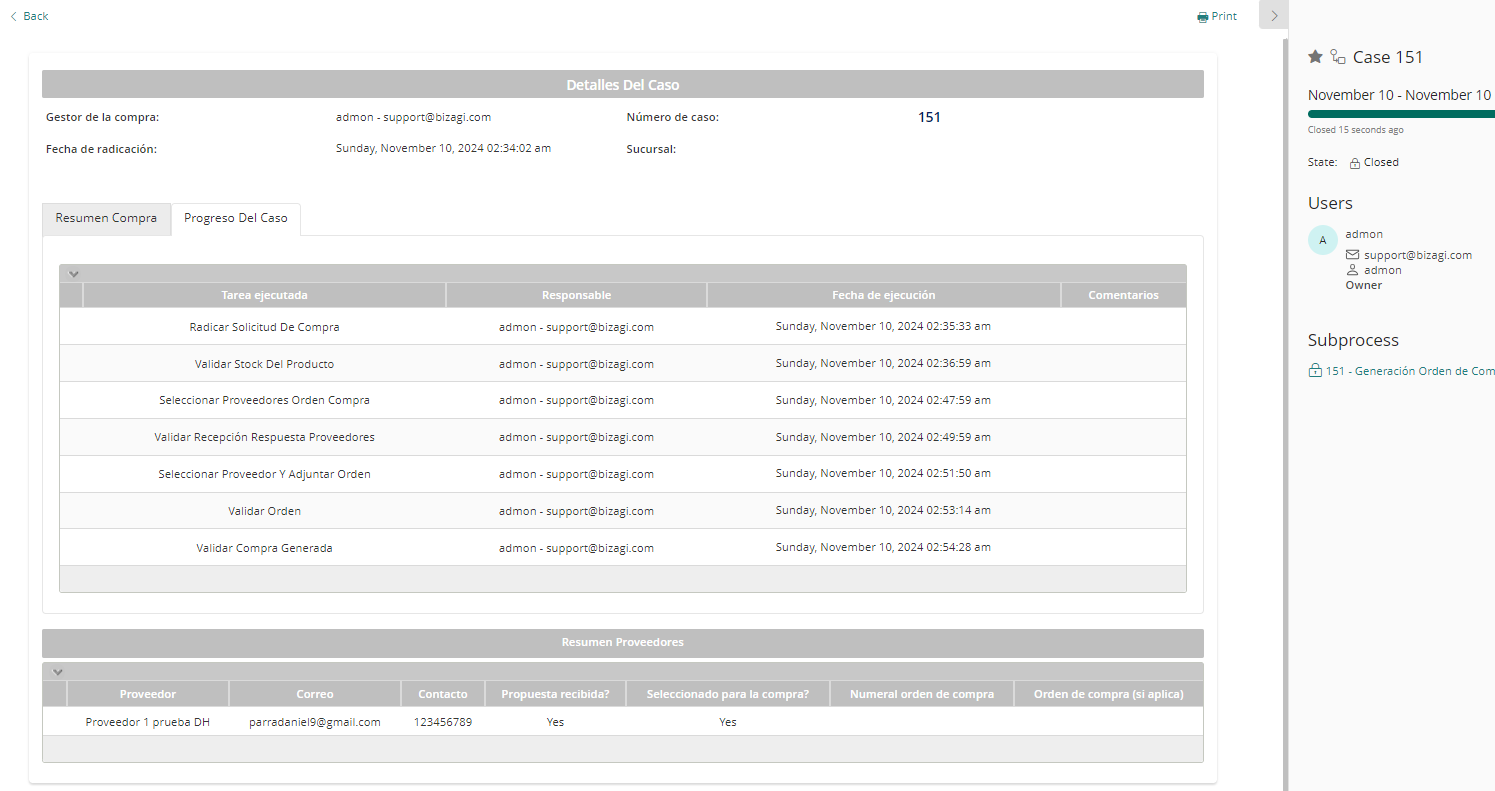 Back
Print
Detalles Del Caso
Gestor de la compra: admon - support@bizagi.com Número de caso: 151
Fecha de radicación: Sunday, November 10, 2024 02:34:02 am Sucursal:
Resumen Compra Progreso Del Caso
Tarea ejecutada Responsable Fecha de ejecución Comentarios
Radicar Solicitud De Compra admon - support@bizagi.com Sunday, November 10, 2024 02:35:33 am
Validar Stock Del Producto admon - support@bizagi.com Sunday, November 10, 2024 02:36:59 am
Seleccionar Proveedores Orden Compra admon - support@bizagi.com Sunday, November 10, 2024 02:47:59 am
Validar Recepción Respuesta Proveedores admon - support@bizagi.com Sunday, November 10, 2024 02:49:59 am
Seleccionar Proveedor Y Adjuntar Orden admon - support@bizagi.com Sunday, November 10, 2024 02:51:50 am
Validar Orden admon - support@bizagi.com Sunday, November 10, 2024 02:53:14 am
Validar Compra Generada admon - support@bizagi.com Sunday, November 10, 2024 02:54:28 am
Resumen Proveedores
Proveedor Correo Contacto Propuesta recibida? Seleccionado para la compra? Numeral orden de compra Orden de compra (si aplica)
Proveedor 1 prueba DH parradaniel9@gmail.com 123456789 Yes Yes
Case 151
November 10 - November 10
Closed 15 seconds ago
State: Closed
Users
A admon
support@bizagi.com
admon
Owner
Subprocess
151 - Generación Orden de Com